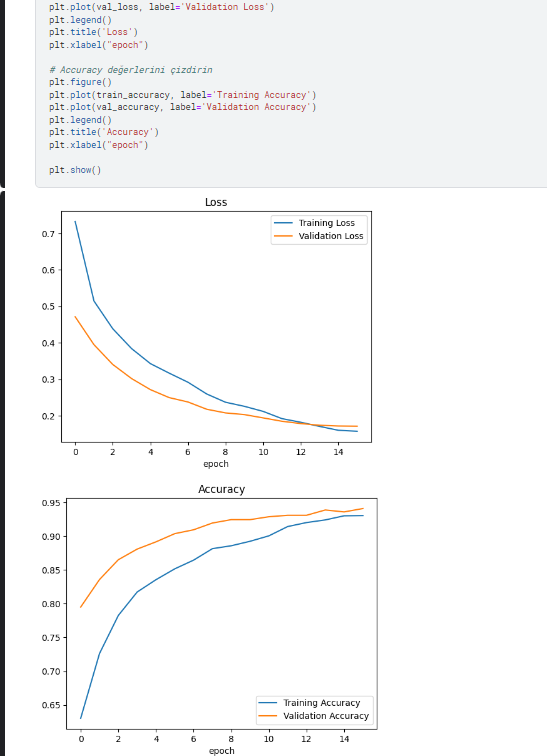 plt.plot(val_loss, label='Validation Loss')
plt.legend()
plt.title('Loss')
plt.xlabel("epoch")
# Accuracy değerlerini çizdirin
plt.figure()
plt.plot(train_accuracy, label='Training Accuracy')
plt.plot(val_accuracy, label='Validation Accuracy')
plt.legend()
plt.title('Accuracy')
plt.xlabel("epoch")
plt.show()
Loss
Training Loss
Validation Loss
0.7
0.6
0.5
0.4
0.3
0.2
0 2 4 6 8 10 12 14
epoch
Accuracy
0.95
0.90
0.85
0.80
0.75
0.70
0.65
Training Accuracy
Validation Accuracy
0 2 4 6 8 10 12 14
epoch